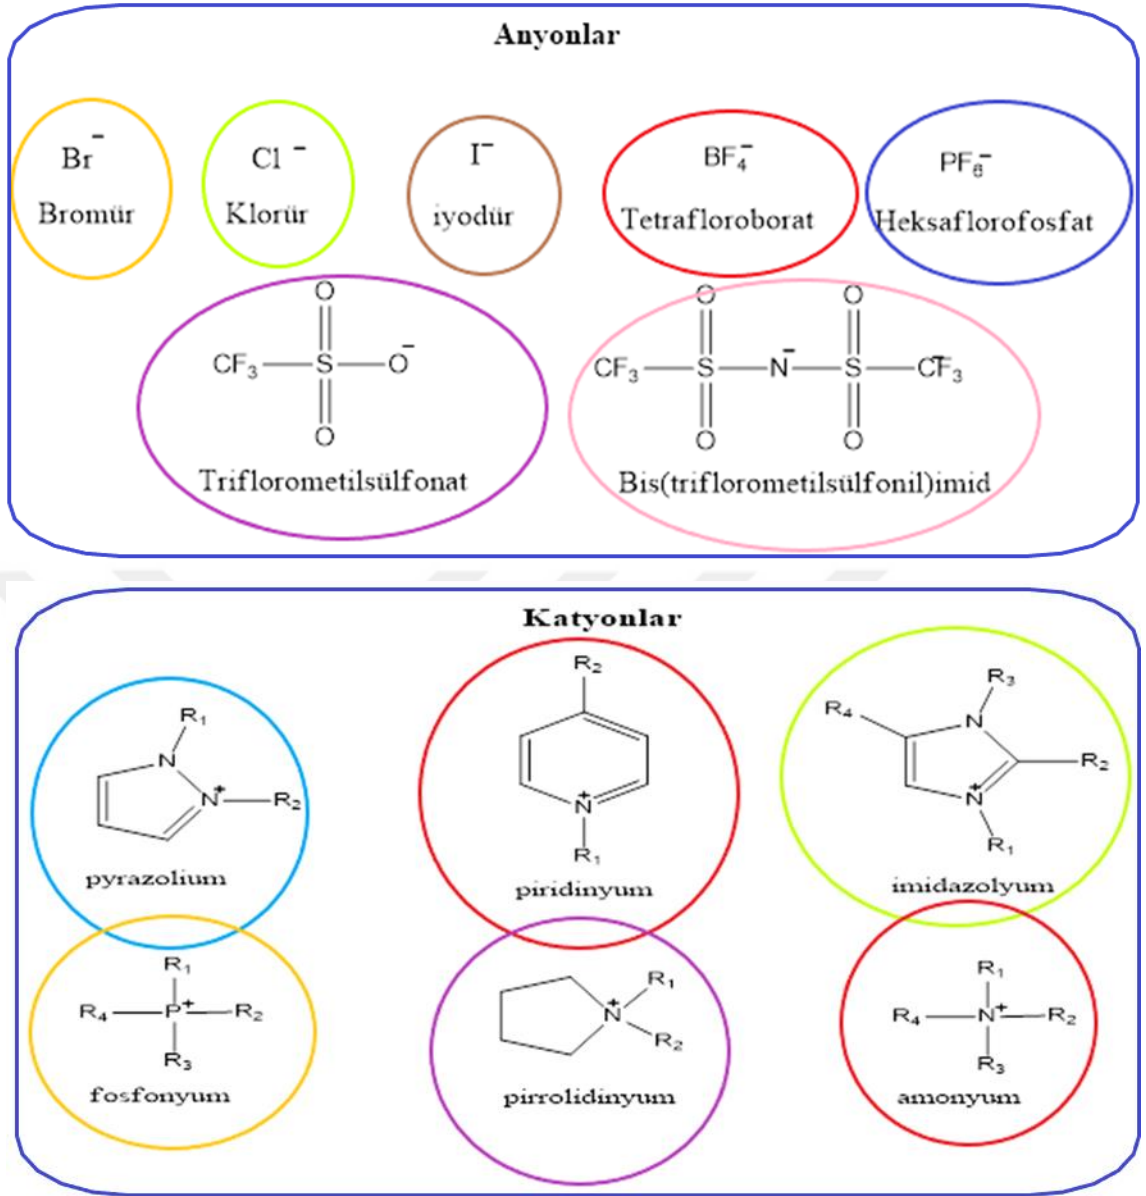 Anyonlar
Br⁻
Bromür
Cl⁻
Klorür
I⁻
iyodür
BF₄⁻
Tetrafloroborat
PF₆⁻
Heksaflorofosfat
O
CF₃ S O⁻
O
Triflorometilsülfonat
O O
CF₃ S N⁻ S CF₃
O O
Bis(triflorometilsülfonil)imid
Katyonlar
R₁
N
N⁺ R₂
pyrazolium
R₂
N⁺
R₁
piridinyum
R₃
R₄ N
R₂
N⁺
R₁
imidazolyum
R₁
R₄ P⁺ R₂
R₃
fosfonyum
R₁
N⁺
R₂
pirrolidinyum
R₁
R₄ N⁺ R₂
R₃
amonyum